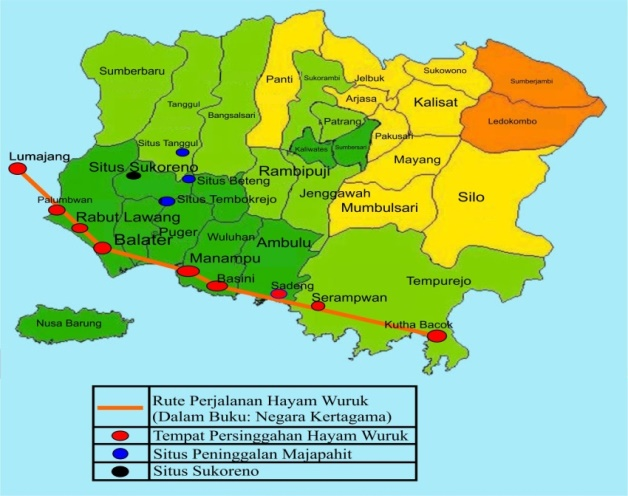 Sumberbaru
Tanggul
Bangsalsari
Panti
Sukorambi
Jelbuk
Sukowono
Sumberjambi
Arjasa
Kalisat
Ledokombo
Patrang
Pakusari
Kaliwates
Sumbersari
Situs Tanggul
Lumajang
Situs Sukoreno
Situs Beteng
Rambipuji
Mayang
Palumbwan
Situs Tembokrejo
Jenggawah
Mumbulsari
Silo
Rabut Lawang
Puger
Balater
Wuluhan
Ambulu
Manampu
Basini
Sadeng
Tempurejo
Serampwan
Nusa Barung
Kutha Bacok
Rute Perjalanan Hayam Wuruk
(Dalam Buku: Negara Kertagama)
Tempat Persinggahan Hayam Wuruk
Situs Peninggalan Majapahit
Situs Sukoreno